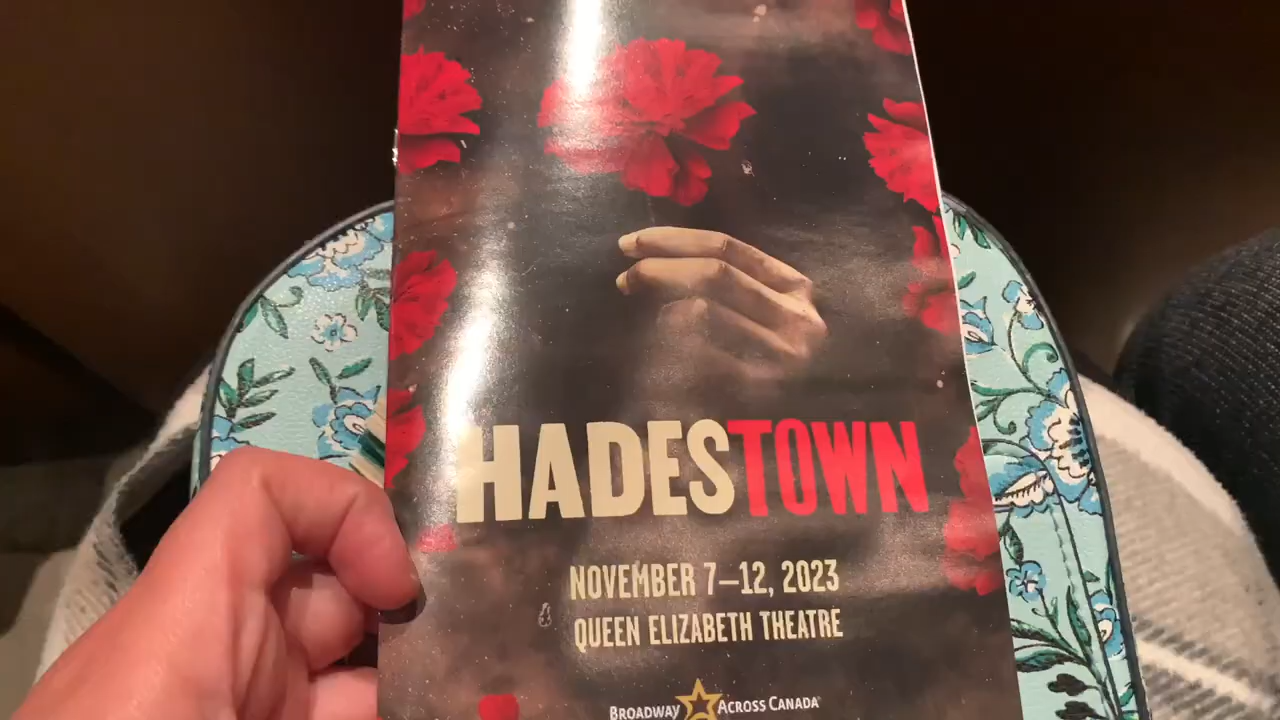 HADESTOWN
NOVEMBER 7–12, 2023
QUEEN ELIZABETH THEATRE
BROADWAY ACROSS CANADA